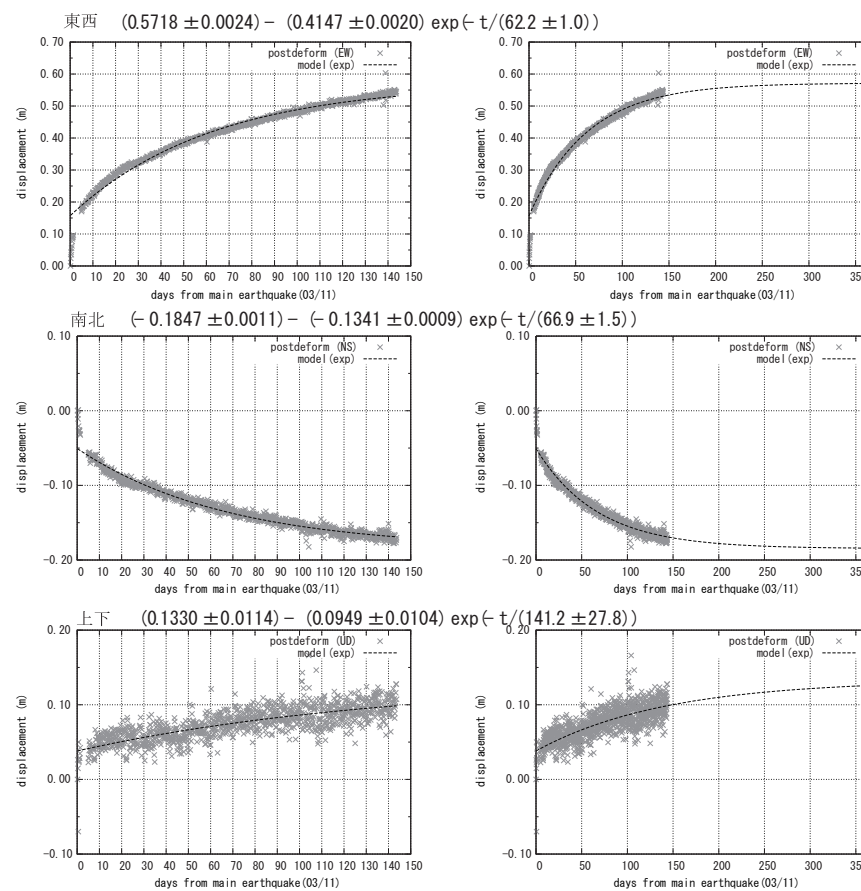 東西 (0.5718 ±0.0024) − (0.4147 ±0.0020) exp(− t/(62.2 ±1.0))
0.70
0.60
0.50
0.40
0.30
0.20
0.10
0.00
displacement (m)
postdeform (EW)
model(exp)
0 10 20 30 40 50 60 70 80 90 100 110 120 130 140 150
days from main earthquake(03/11)
0.70
0.60
0.50
0.40
0.30
0.20
0.10
0.00
displacement (m)
postdeform (EW)
model(exp)
0 50 100 150 200 250 300 35
days from main earthquake(03/11)
南北 (− 0.1847 ±0.0011) − (− 0.1341 ±0.0009) exp(− t/(66.9 ±1.5))
0.10
0.00
−0.10
−0.20
displacement (m)
postdeform (NS)
model(exp)
0 10 20 30 40 50 60 70 80 90 100 110 120 130 140 150
days from main earthquake(03/11)
0.10
0.00
−0.10
−0.20
displacement (m)
postdeform (NS)
model(exp)
0 50 100 150 200 250 300 35
days from main earthquake(03/11)
上下 (0.1330 ±0.0114) − (0.0949 ±0.0104) exp(− t/(141.2 ±27.8))
0.20
0.10
0.00
−0.10
displacement (m)
postdeform (UD)
model(exp)
0 10 20 30 40 50 60 70 80 90 100 110 120 130 140 150
days from main earthquake(03/11)
0.20
0.10
0.00
−0.10
displacement (m)
postdeform (UD)
model(exp)
0 50 100 150 200 250 300 35
days from main earthquake(03/11)